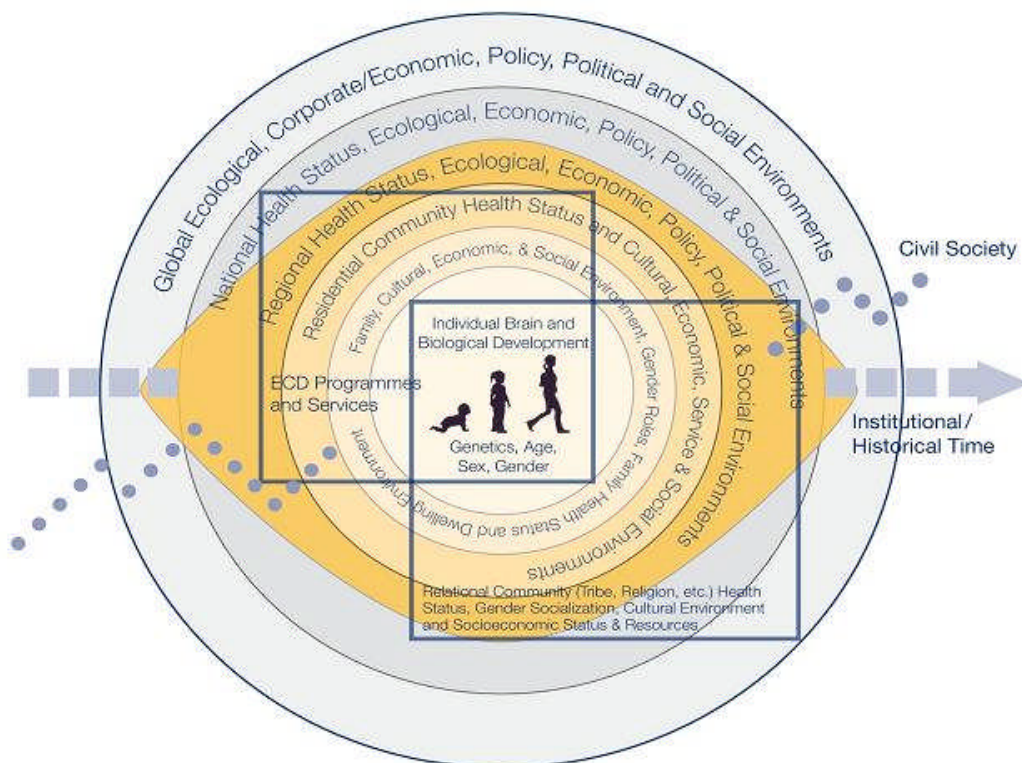 Global Ecological, Corporate/Economic, Policy, Political and Social Environments
National Health Status, Ecological, Economic, Policy, Political & Social Environments
Regional Health Status, Ecological, Economic, Policy, Political & Social Environments
Residential Community Health Status and Cultural, Economic, Service & Social Environments
Family, Cultural, Economic, & Social Environment, Gender Roles, Family Health Status and Dwelling Environment
Civil Society
Individual Brain and
Biological Development
ECD Programmes
and Services
Genetics, Age,
Sex, Gender
Institutional/
Historical Time
Relational Community (Tribe, Religion, etc.) Health
Status, Gender Socialization, Cultural Environment
and Socioeconomic Status & Resources